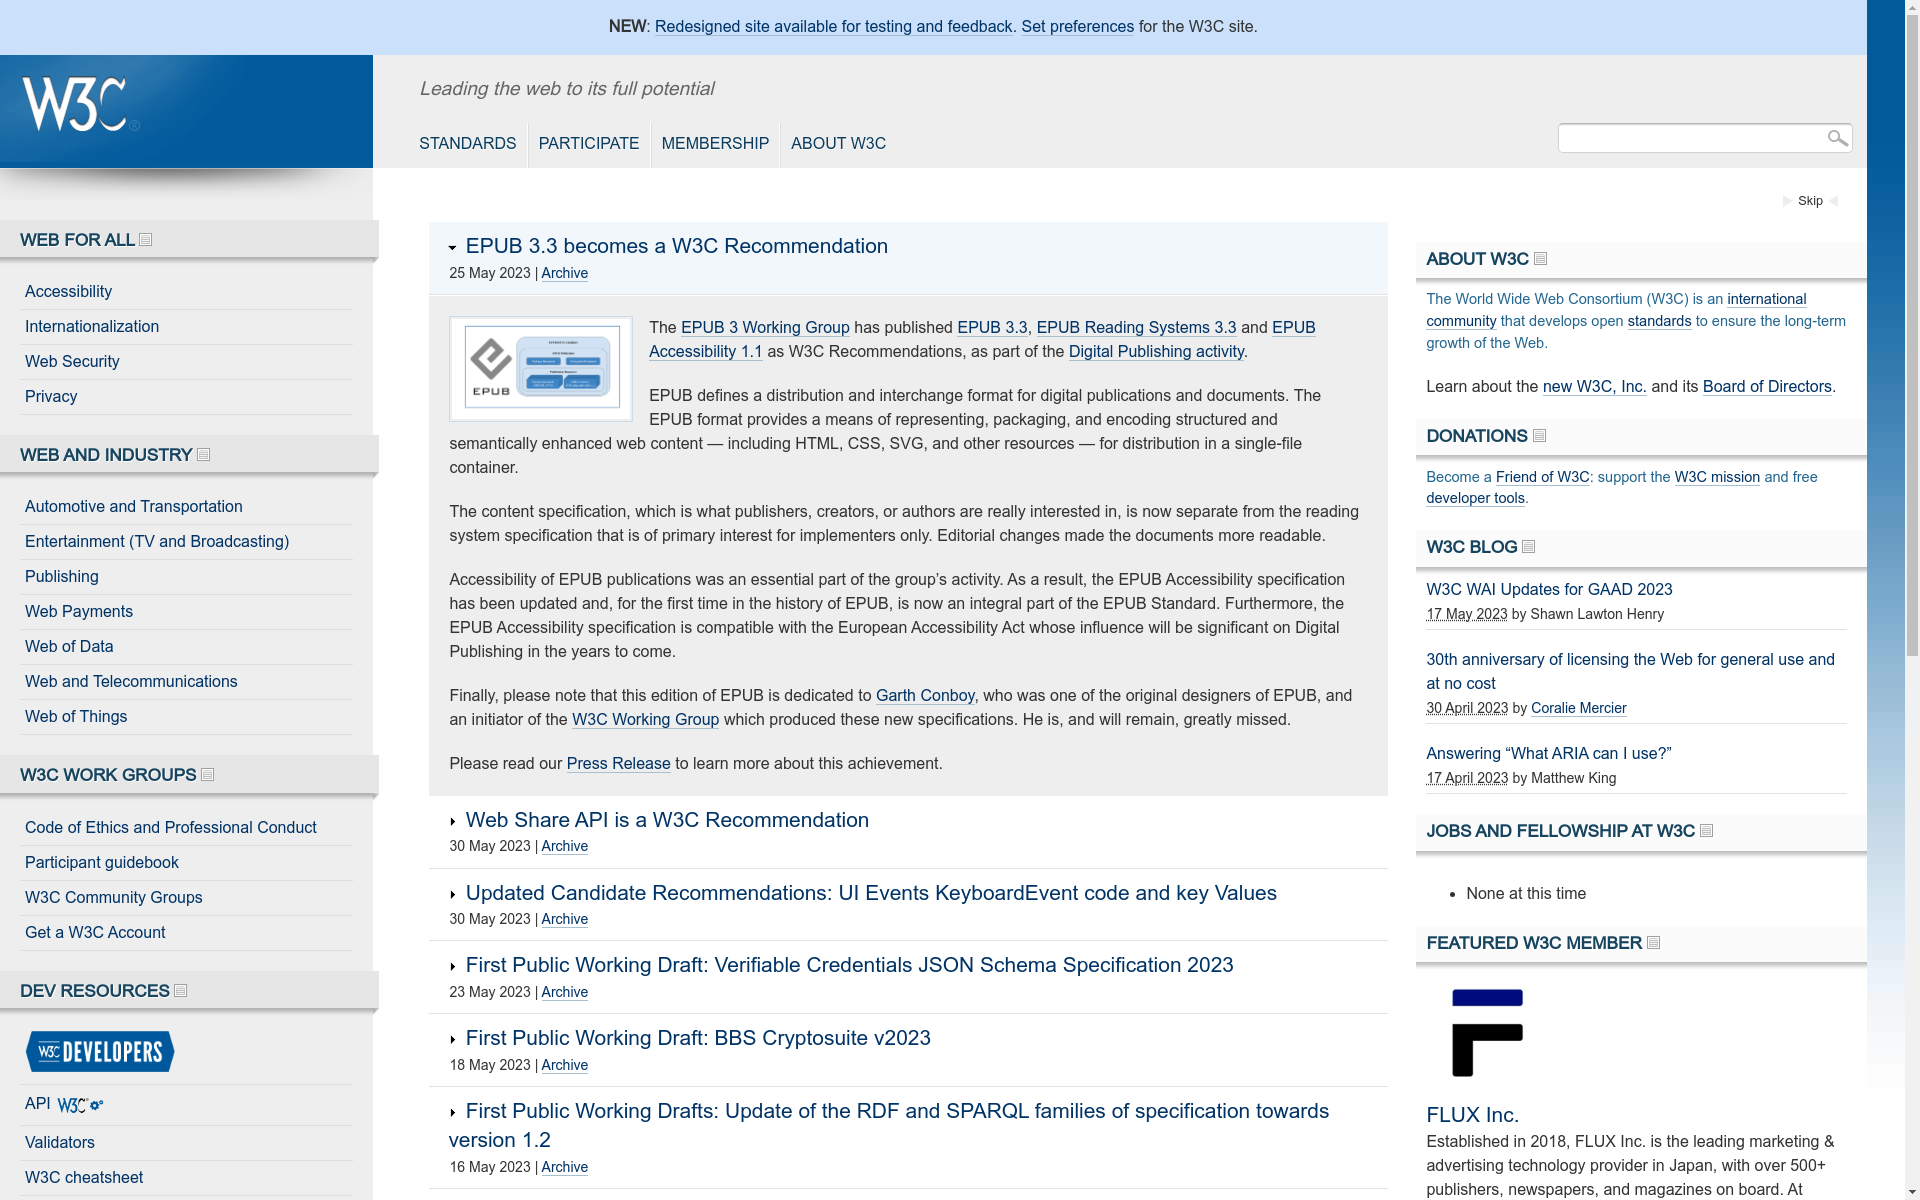 NEW: Redesigned site available for testing and feedback. Set preferences for the W3C site.
W3C®
Leading the web to its full potential
STANDARDS
PARTICIPATE
MEMBERSHIP
ABOUT W3C
Skip
WEB FOR ALL
Accessibility
Internationalization
Web Security
Privacy
WEB AND INDUSTRY
Automotive and Transportation
Entertainment (TV and Broadcasting)
Publishing
Web Payments
Web of Data
Web and Telecommunications
Web of Things
W3C WORK GROUPS
Code of Ethics and Professional Conduct
Participant guidebook
W3C Community Groups
Get a W3C Account
DEV RESOURCES
W3C DEVELOPERS
API W3C
Validators
W3C cheatsheet
EPUB 3.3 becomes a W3C Recommendation
25 May 2023 | Archive
EPUB
The EPUB 3 Working Group has published EPUB 3.3, EPUB Reading Systems 3.3 and EPUB
Accessibility 1.1 as W3C Recommendations, as part of the Digital Publishing activity.
EPUB defines a distribution and interchange format for digital publications and documents. The
EPUB format provides a means of representing, packaging, and encoding structured and
semantically enhanced web content — including HTML, CSS, SVG, and other resources — for distribution in a single-file
container.
The content specification, which is what publishers, creators, or authors are really interested in, is now separate from the reading
system specification that is of primary interest for implementers only. Editorial changes made the documents more readable.
Accessibility of EPUB publications was an essential part of the group’s activity. As a result, the EPUB Accessibility specification
has been updated and, for the first time in the history of EPUB, is now an integral part of the EPUB Standard. Furthermore, the
EPUB Accessibility specification is compatible with the European Accessibility Act whose influence will be significant on Digital
Publishing in the years to come.
Finally, please note that this edition of EPUB is dedicated to Garth Conboy, who was one of the original designers of EPUB, and
an initiator of the W3C Working Group which produced these new specifications. He is, and will remain, greatly missed.
Please read our Press Release to learn more about this achievement.
Web Share API is a W3C Recommendation
30 May 2023 | Archive
Updated Candidate Recommendations: UI Events KeyboardEvent code and key Values
30 May 2023 | Archive
First Public Working Draft: Verifiable Credentials JSON Schema Specification 2023
23 May 2023 | Archive
First Public Working Draft: BBS Cryptosuite v2023
18 May 2023 | Archive
First Public Working Drafts: Update of the RDF and SPARQL families of specification towards
version 1.2
16 May 2023 | Archive
ABOUT W3C
The World Wide Web Consortium (W3C) is an international
community that develops open standards to ensure the long-term
growth of the Web.
Learn about the new W3C, Inc. and its Board of Directors.
DONATIONS
Become a Friend of W3C: support the W3C mission and free
developer tools.
W3C BLOG
W3C WAI Updates for GAAD 2023
17 May 2023 by Shawn Lawton Henry
30th anniversary of licensing the Web for general use and
at no cost
30 April 2023 by Coralie Mercier
Answering “What ARIA can I use?”
17 April 2023 by Matthew King
JOBS AND FELLOWSHIP AT W3C
• None at this time
FEATURED W3C MEMBER
FLUX Inc.
Established in 2018, FLUX Inc. is the leading marketing &
advertising technology provider in Japan, with over 500+
publishers, newspapers, and magazines on board. At